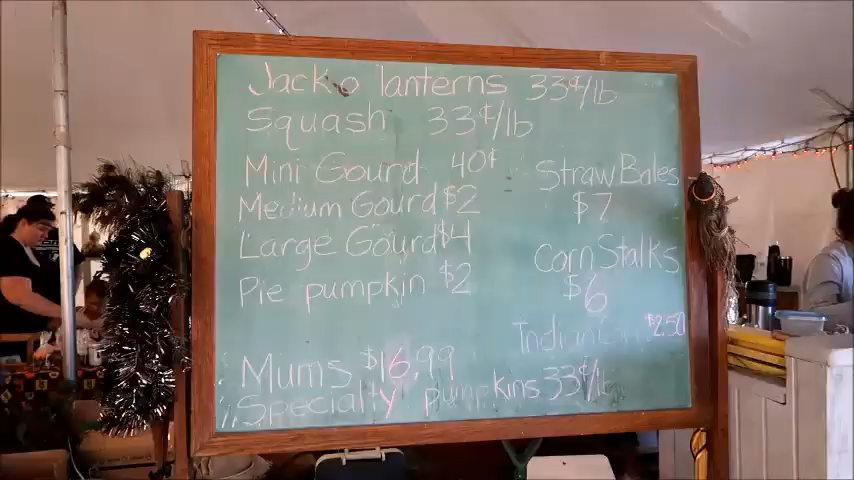 Jack o lanterns 33¢/lb
Squash 33¢/lb
Mini Gourd 40¢
Medium Gourd $2
Large Gourd $4
Pie pumpkin $2
Straw Bales
$7
Corn Stalks
$6
Indian $2.50
Mums $16.99
Specialty pumpkins 33¢/lb